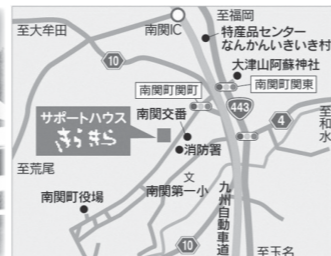 至福岡
南関IC
至大牟田
特産品センター
なんかんいきいき村
10
大津山阿蘇神社
南関町関町
南関町関東
443
サポートハウス
きらきら
南関交番
4
至和水
消防署
至荒尾
文
南関第一小
南関町役場
九州自動車道
10
至玉名